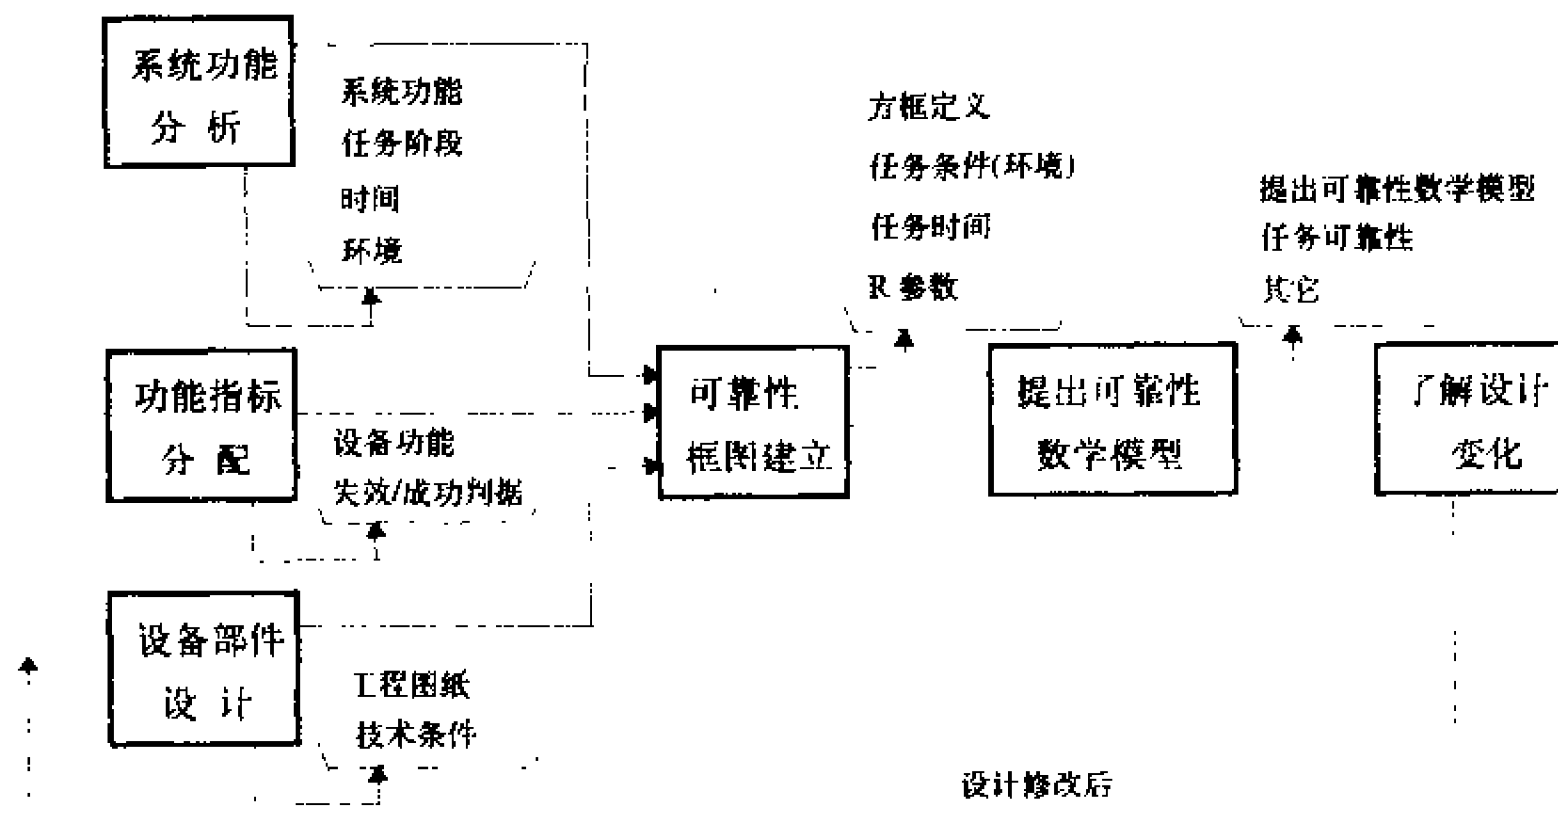 系统功能
分 析
系统功能
任务阶段
时间
环境
功能指标
分 配
设备功能
失效/成功判据
设备部件
设 计
工程图纸
技术条件
可靠性
框图建立
方框定义
任务条件(环境)
任务时间
R 参数
提出可靠性
数学模型
提出可靠性数学模型
任务可靠性
其它
了解设计
变化
设计修改后